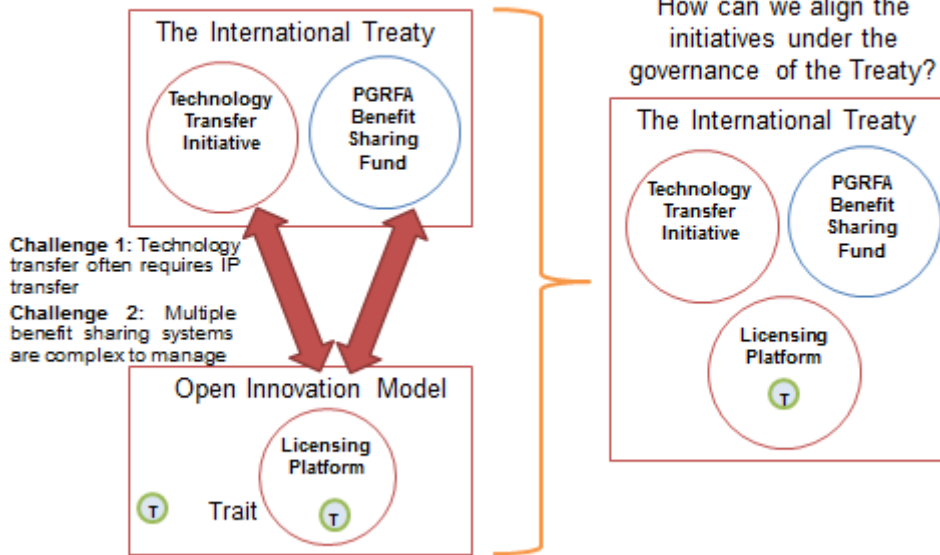 The International Treaty
Technology
Transfer
Initiative
PGRFA
Benefit
Sharing
Fund
Challenge 1: Technology
transfer often requires IP
transfer
Challenge 2: Multiple
benefit sharing systems
are complex to manage
Open Innovation Model
Licensing
Platform
T
Trait
T
How can we align the
initiatives under the
governance of the Treaty?
The International Treaty
Technology
Transfer
Initiative
PGRFA
Benefit
Sharing
Fund
Licensing
Platform
T